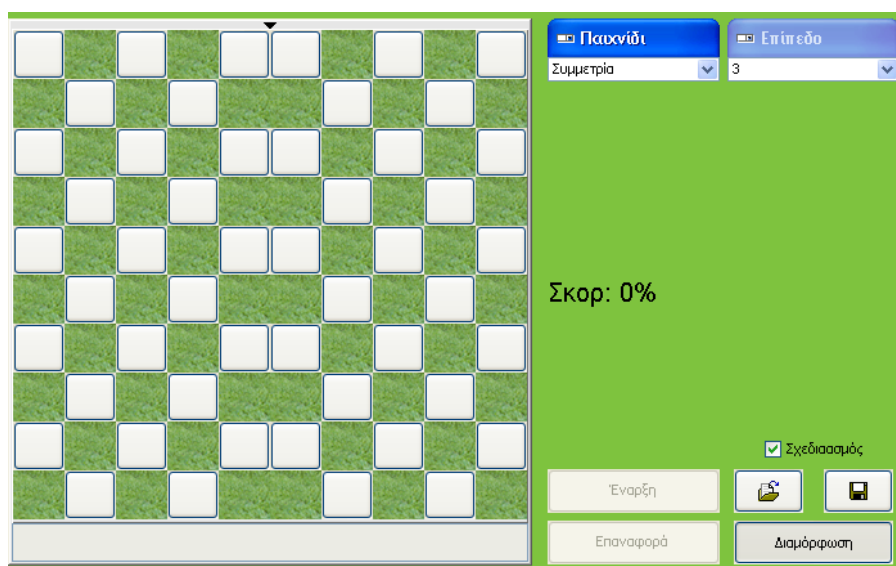 Παιχνίδι
Επίπεδο
Συμμετρία
3
Σκορ: 0%
Σχεδιασμός
Έναρξη
Επαναφορά
Διαμόρφωση